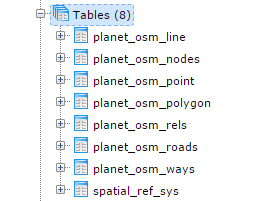 Tables (8)
planet_osm_line
planet_osm_nodes
planet_osm_point
planet_osm_polygon
planet_osm_rels
planet_osm_roads
planet_osm_ways
spatial_ref_sys